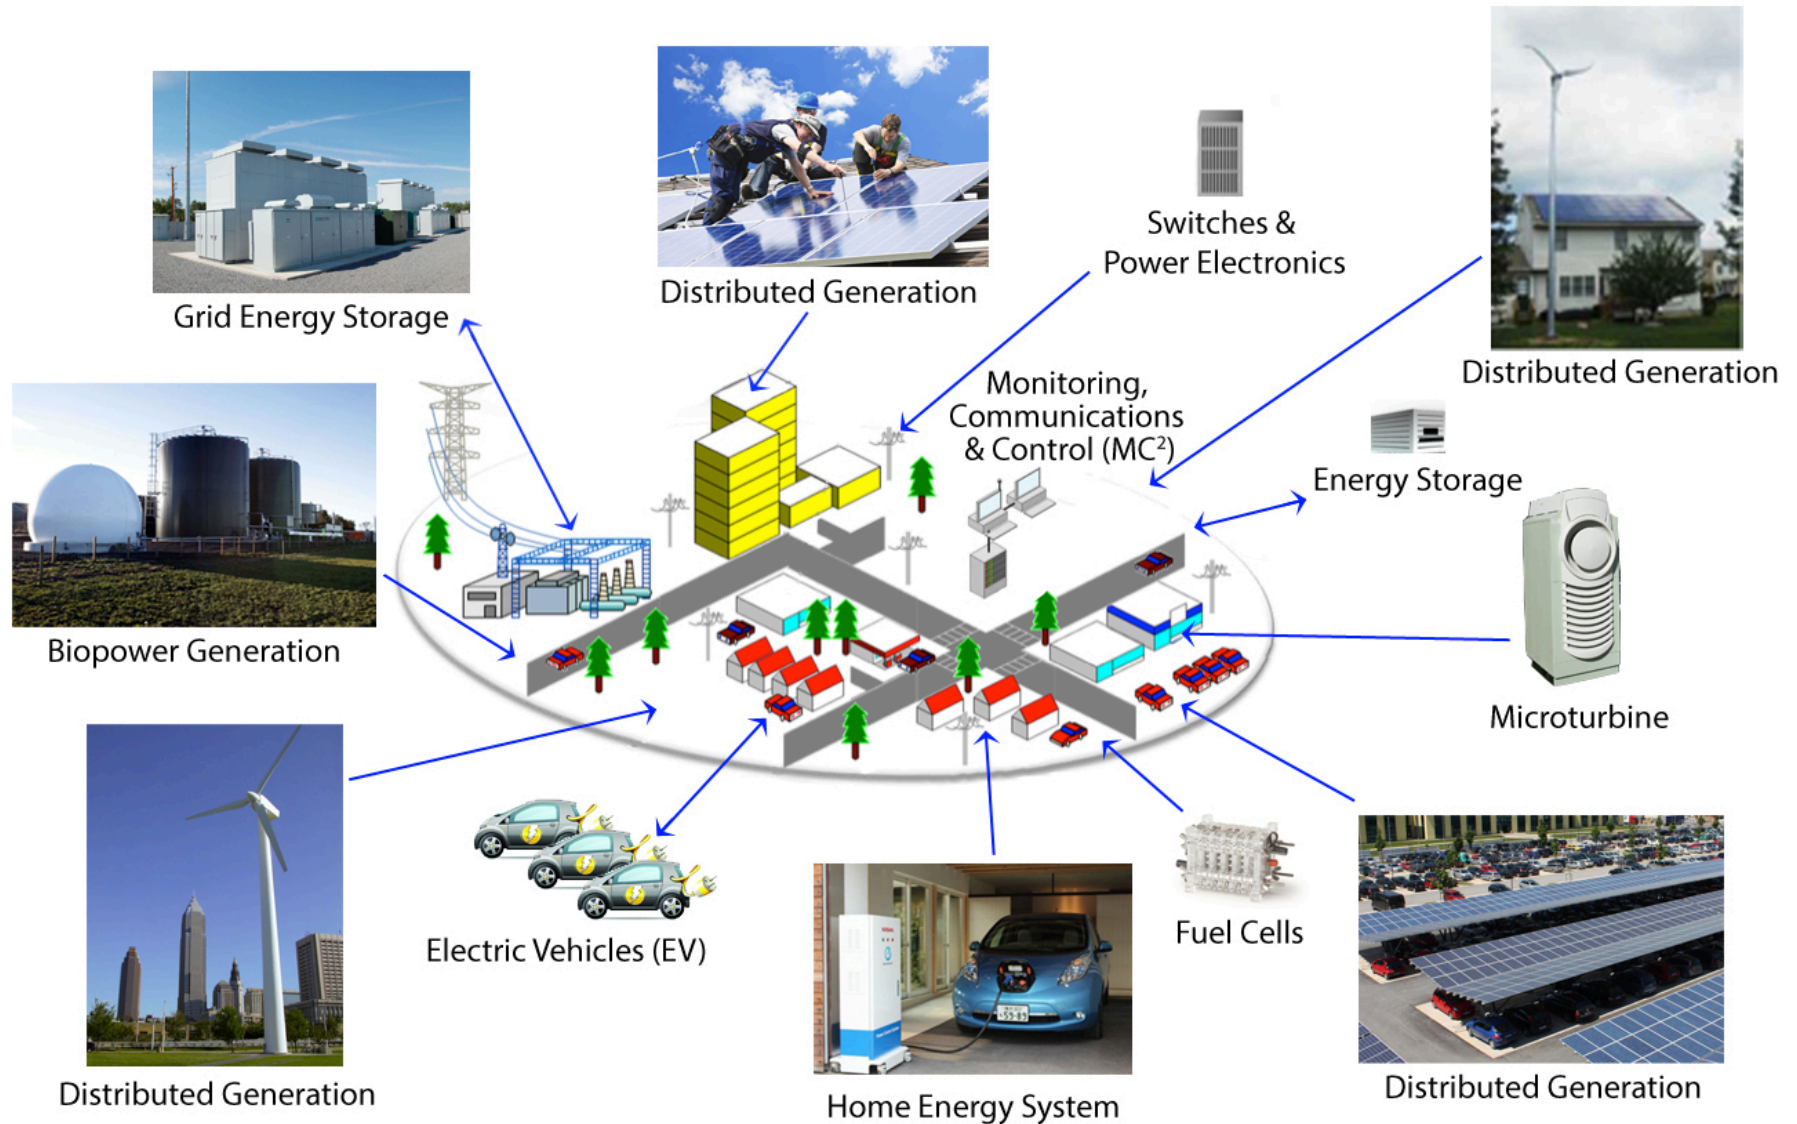 Switches &
Power Electronics
Distributed Generation
Grid Energy Storage
Distributed Generation
Monitoring,
Communications
& Control (MC²)
Energy Storage
Biopower Generation
Microturbine
Fuel Cells
Electric Vehicles (EV)
Distributed Generation
Distributed Generation
Home Energy System